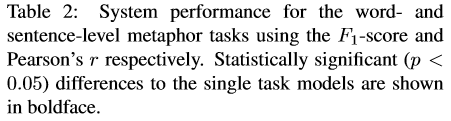 Table 2: System performance for the word- and
sentence-level metaphor tasks using the F₁-score and
Pearson's r respectively. Statistically significant (p <
0.05) differences to the single task models are shown
in boldface.